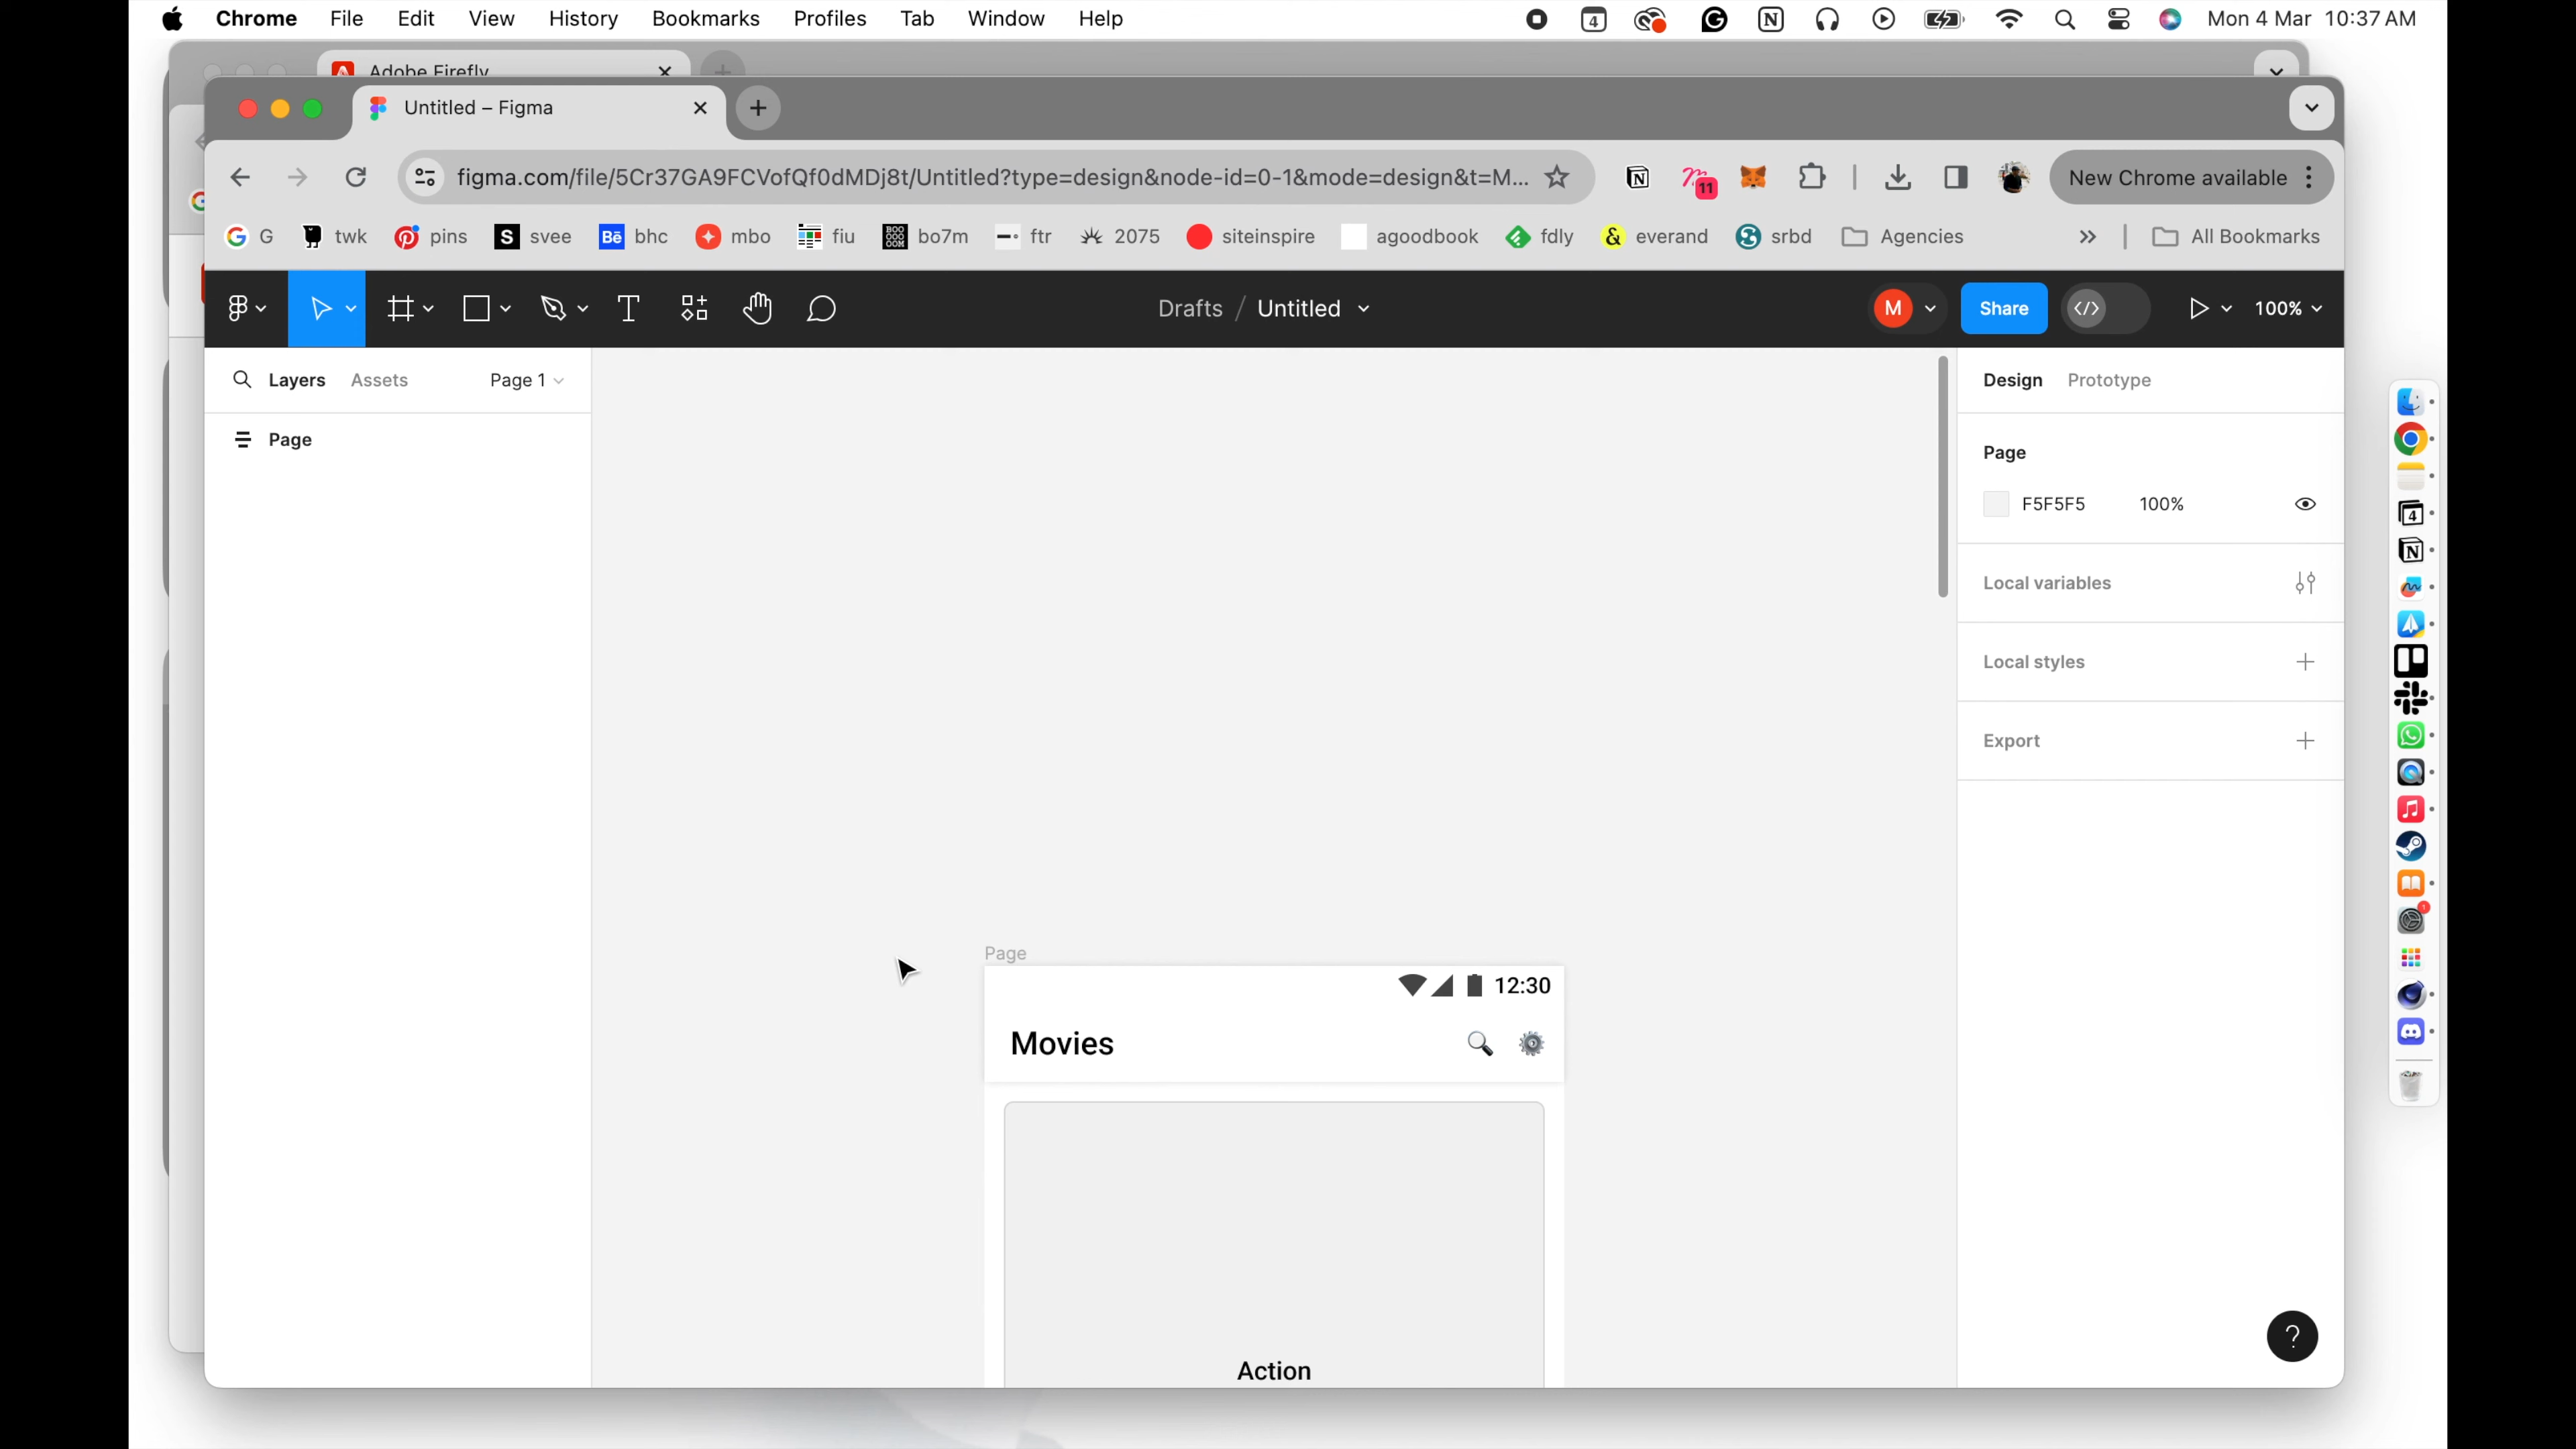 Chrome File Edit View History Bookmarks Profiles Tab Window Help
4
Mon 4 Mar 10:37 AM
Adobe Firefly
Untitled – Figma
figma.com/file/5Cr37GA9FCVofQf0dMDj8t/Untitled?type=design&node-id=0-1&mode=design&t=M...
11
New Chrome available
G twk pins svee bhc mbo fiu bo7m ftr 2075 siteinspire agoodbook fdly everand srbd Agencies
All Bookmarks
Drafts / Untitled
M
Share
100%
Layers Assets Page 1
Page
Design Prototype
Page
F5F5F5 100%
Local variables
Local styles
Export
Page
12:30
Movies
Action
?
4
1